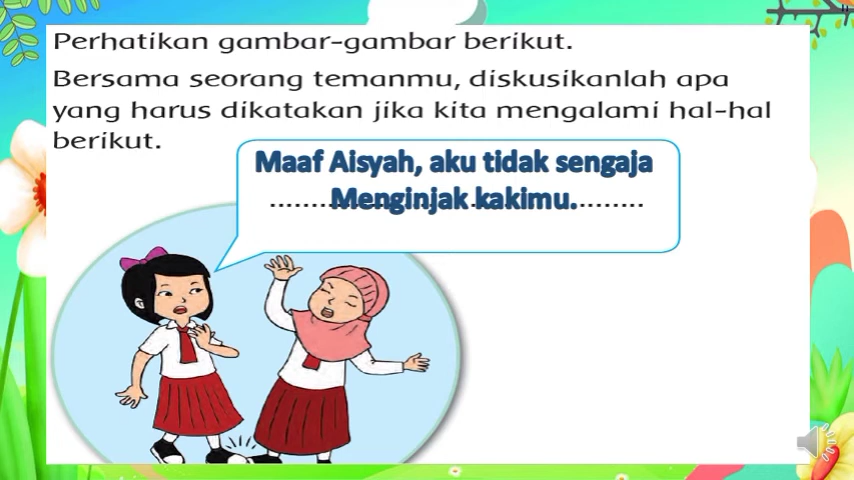 Perhatikan gambar-gambar berikut.
Bersama seorang temanmu, diskusikanlah apa
yang harus dikatakan jika kita mengalami hal-hal
berikut.
Maaf Aisyah, aku tidak sengaja
Menginjak kakimu.